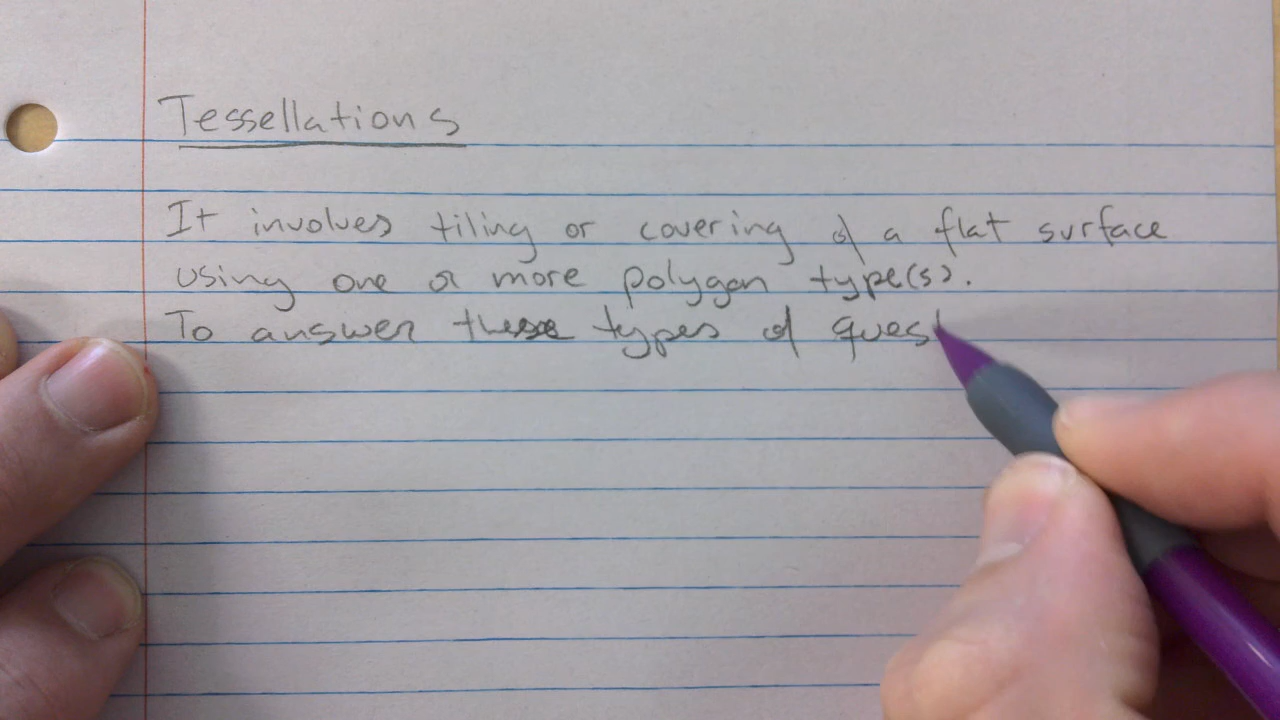 Tessellations
It involves tiling or covering of a flat surface
using one or more polygon type(s).
To answer these types of quest